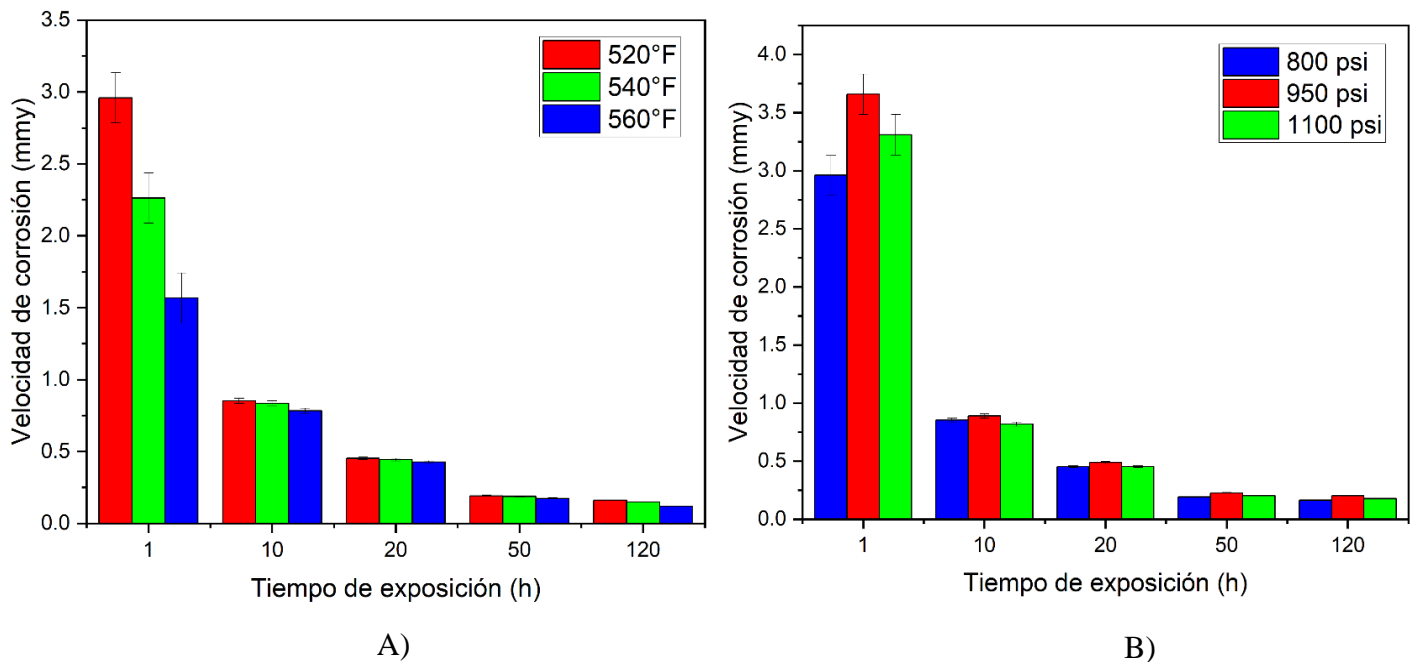 3.5
3.0
2.5
2.0
1.5
1.0
0.5
0.0
Velocidad de corrosión (mmy)
520°F
540°F
560°F
1 10 20 50 120
Tiempo de exposición (h)
A)
4.0
3.5
3.0
2.5
2.0
1.5
1.0
0.5
0.0
Velocidad de corrosión (mmy)
800 psi
950 psi
1100 psi
1 10 20 50 120
Tiempo de exposición (h)
B)